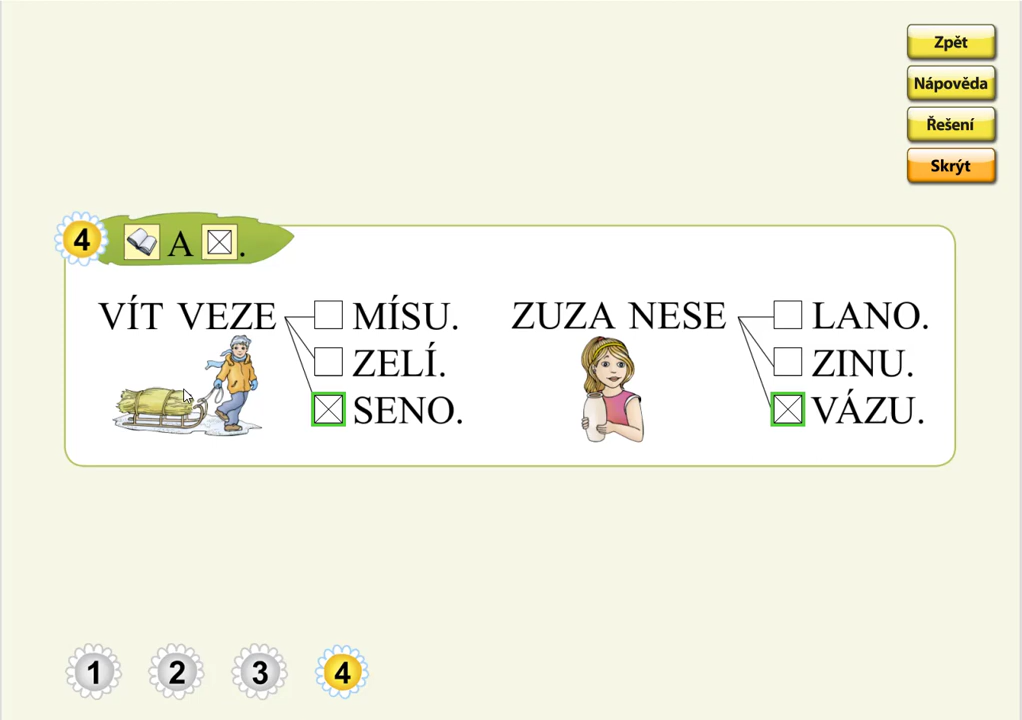 Zpět
Nápověda
Řešení
Skrýt
4 A .
VÍT VEZE MÍSU.
ZELÍ.
SENO.
ZUZA NESE LANO.
ZINU.
VÁZU.
1 2 3 4